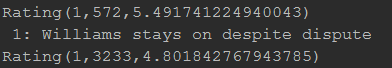 Rating(1,572,5.491741224940043)
1: Williams stays on despite dispute
Rating(1,3233,4.801842767943785)